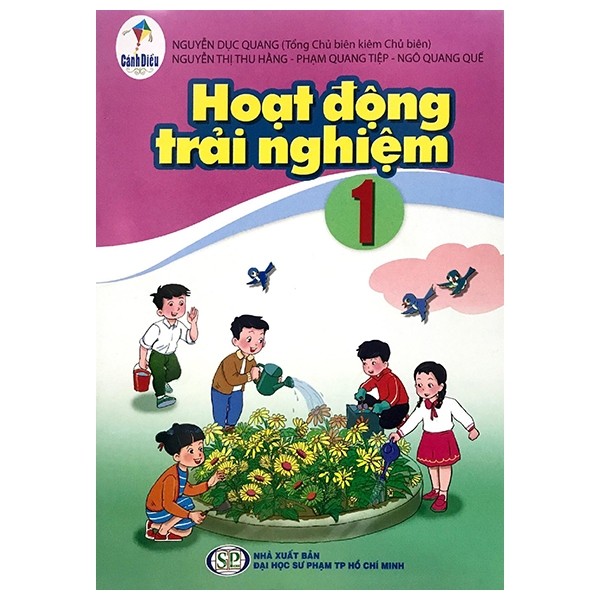 Cánh Diều
NGUYỄN DỤC QUANG (Tổng Chủ biên kiêm Chủ biên)
NGUYỄN THỊ THU HẰNG - PHẠM QUANG TIỆP - NGÔ QUANG QUẾ
Hoạt động
trải nghiệm
1
SP
NHÀ XUẤT BẢN
ĐẠI HỌC SƯ PHẠM TP HỒ CHÍ MINH